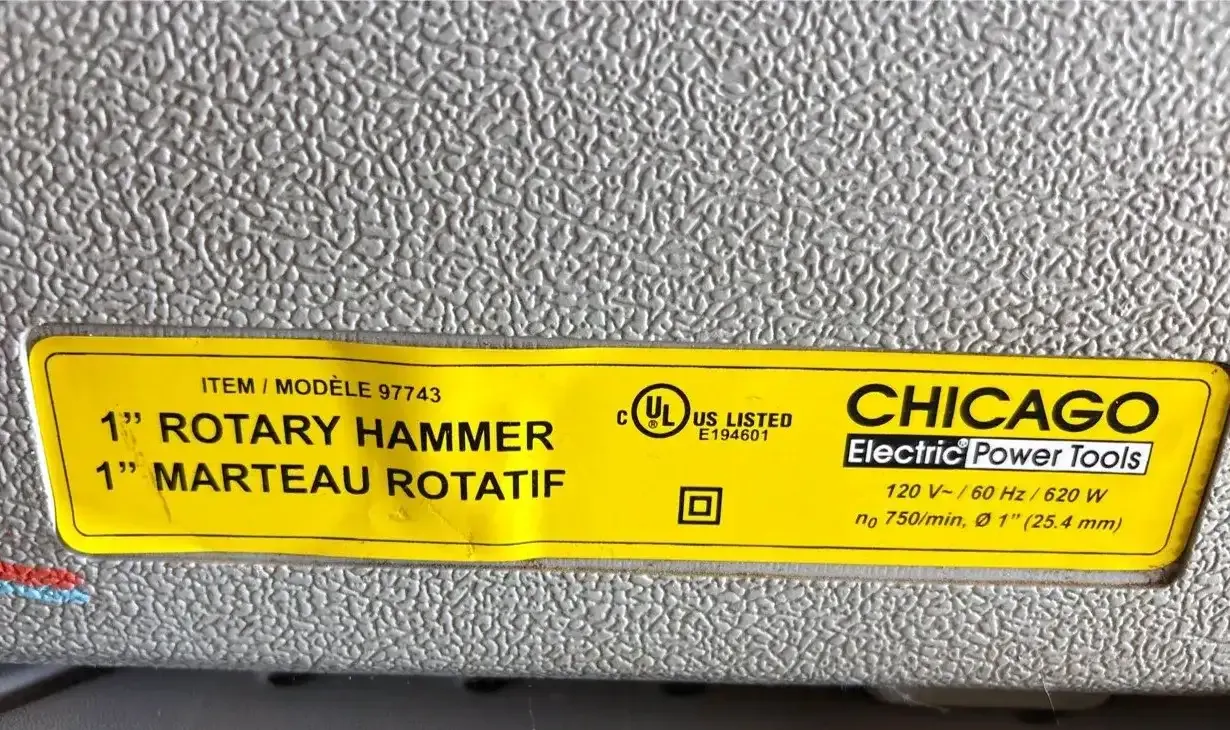 ITEM / MODÈLE 97743
1” ROTARY HAMMER
1” MARTEAU ROTATIF
C UL® US LISTED
E194601
CHICAGO
Electric® Power Tools
120 V~ / 60 Hz / 620 W
n₀ 750/min, Ø 1” (25.4 mm)